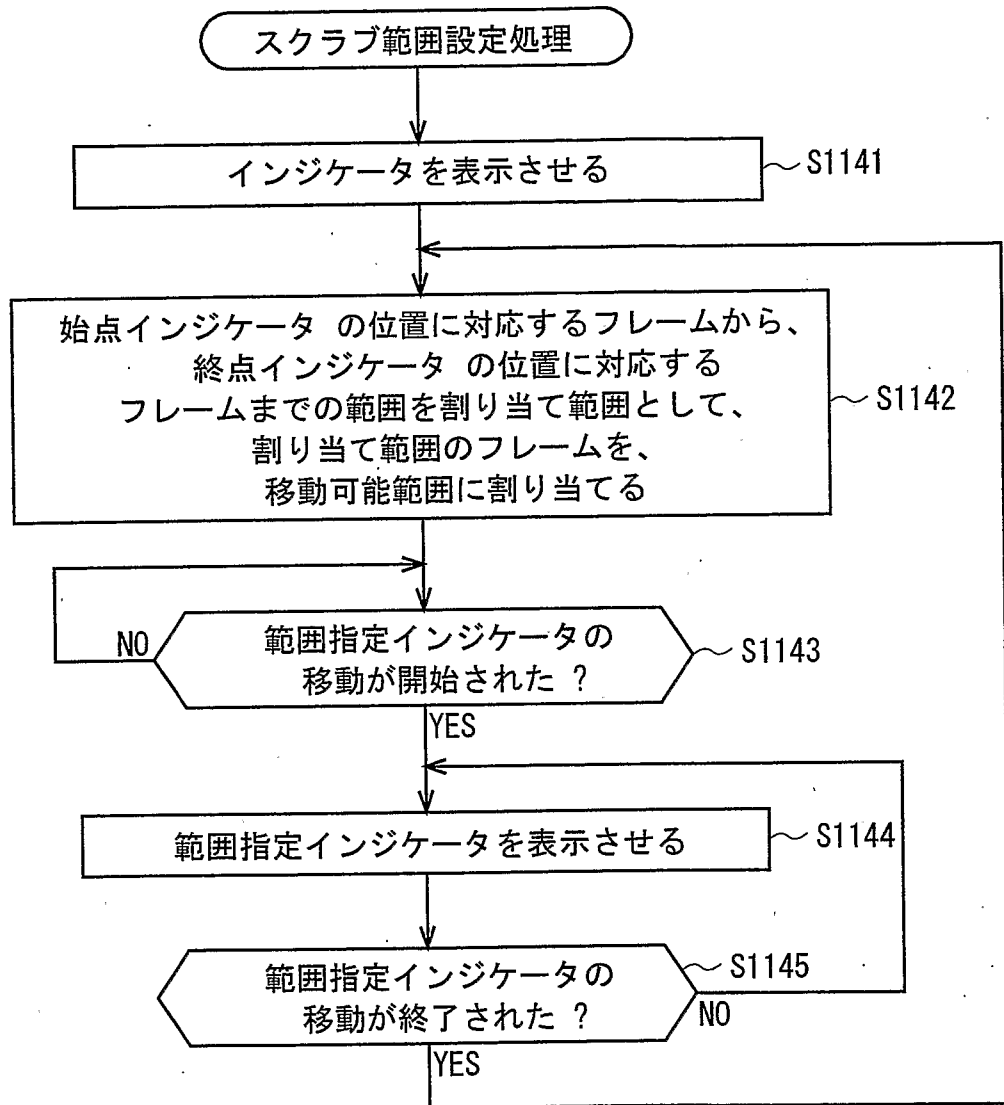 スクラブ範囲設定処理
インジケータを表示させる
S1141
始点インジケータ の位置に対応するフレームから、
終点インジケータ の位置に対応する
フレームまでの範囲を割り当て範囲として、
割り当て範囲のフレームを、
移動可能範囲に割り当てる
S1142
範囲指定インジケータの
移動が開始された ?
S1143
NO
YES
範囲指定インジケータを表示させる
S1144
範囲指定インジケータの
移動が終了された ?
S1145
NO
YES